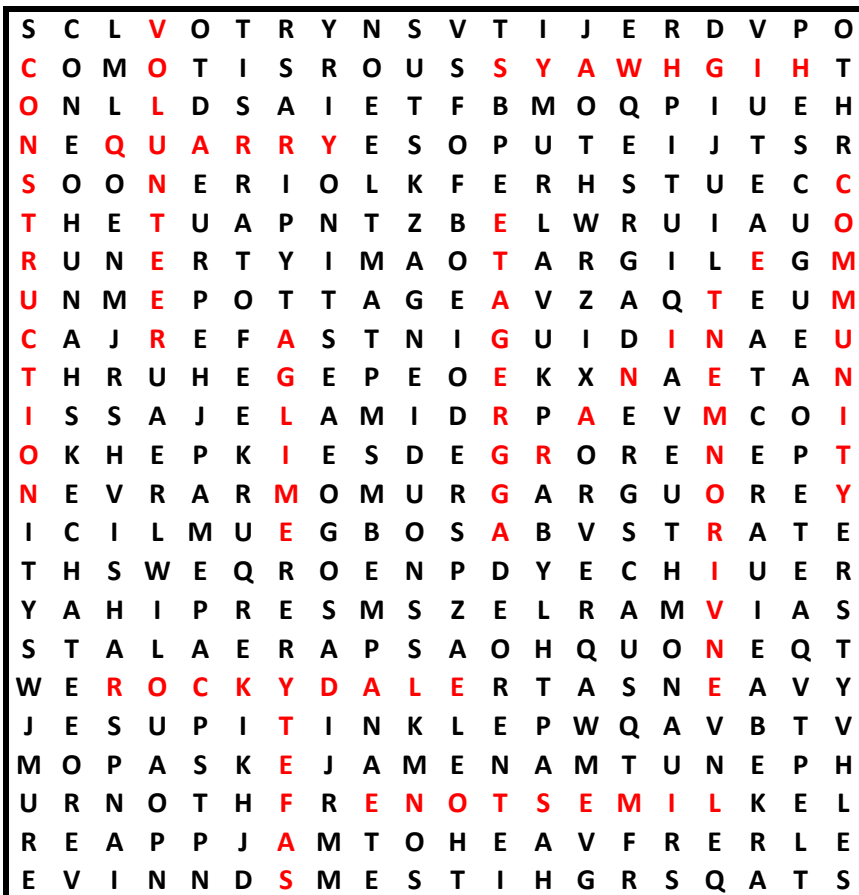 S C L V O T R Y N S V T I J E R D V P O
C O M O T I S R O U S S Y A W H G I H T
O N L L D S A I E T F B M O Q P I U E H
N E Q U A R R Y E S O P U T E I J T S R
S O O N E R I O L K F E R H S T U E C C
T H E T U A P N T Z B E L W R U I A U O
R U N E R T Y I M A O T A R G I L E G M
U N M E P O T T A G E A V Z A Q T E U M
C A J R E F A S T N I G U I D I N A E U
T H R U H E G E P E O E K X N A E T A N
I S S A J E L A M I D R P A E V M C O I
O K H E P K I E S D E G R O R E N E P T
N E V R A R M O M U R G A R G U O R E Y
I C I L M U E G B O S A B V S T R A T E
T H S W E Q R O E N P D Y E C H I U E R
Y A H I P R E S M S Z E L R A M V I A S
S T A L A E R A P S A O H Q U O N E Q T
W E R O C K Y D A L E R T A S N E A V Y
J E S U P I T I N K L E P W Q A V B T V
M O P A S K E J A M E N A M T U N E P H
U R N O T H F R E N O T S E M I L K E L
R E A P P J A M T O H E A V F R E R L E
E V I N N D S M E S T I H G R S Q A T S